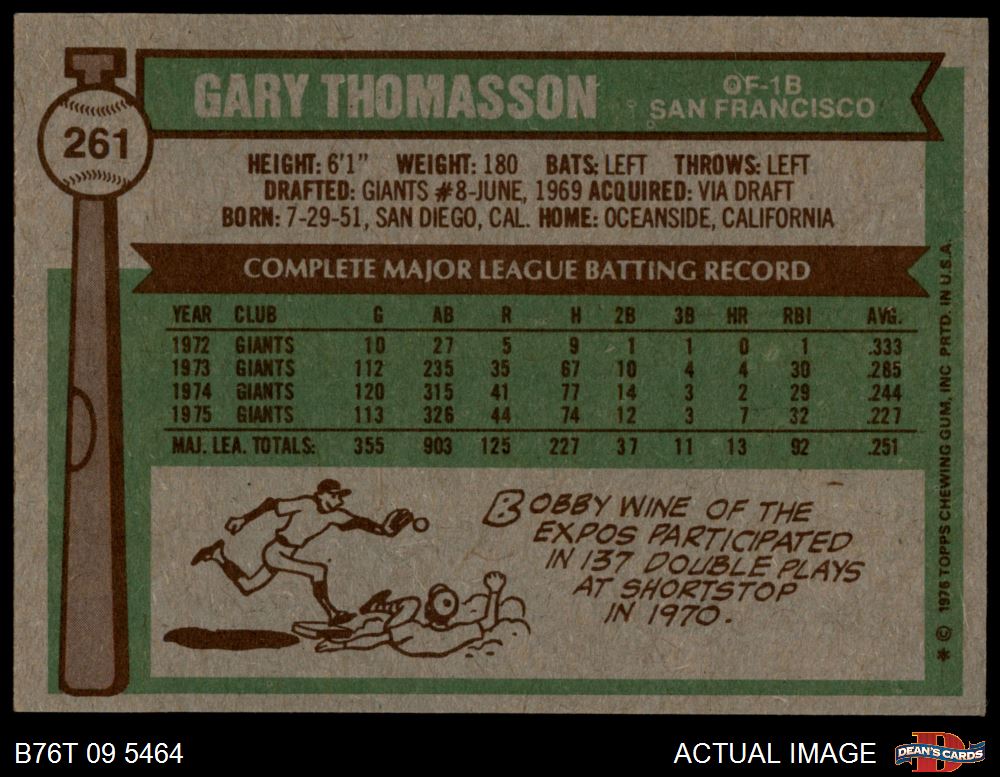 GARY THOMASSON
OF-1B
SAN FRANCISCO
261
HEIGHT: 6'1" WEIGHT: 180 BATS: LEFT THROWS: LEFT
DRAFTED: GIANTS #8-JUNE, 1969 ACQUIRED: VIA DRAFT
BORN: 7-29-51, SAN DIEGO, CAL. HOME: OCEANSIDE, CALIFORNIA
COMPLETE MAJOR LEAGUE BATTING RECORD
YEAR CLUB G AB R H 2B 3B HR RBI AVG.
1972 GIANTS 10 27 5 9 1 1 0 1 .333
1973 GIANTS 112 235 35 67 10 4 4 30 .285
1974 GIANTS 120 315 41 77 14 3 2 29 .244
1975 GIANTS 113 326 44 74 12 3 7 32 .227
MAJ. LEA. TOTALS: 355 903 125 227 37 11 13 92 .251
BOBBY WINE OF THE
EXPOS PARTICIPATED
IN 137 DOUBLE PLAYS
AT SHORTSTOP
IN 1970.
* © 1976 TOPPS CHEWING GUM, INC PRTD. IN U.S.A.
B76T 09 5464
ACTUAL IMAGE
D
DEAN'S CARDS